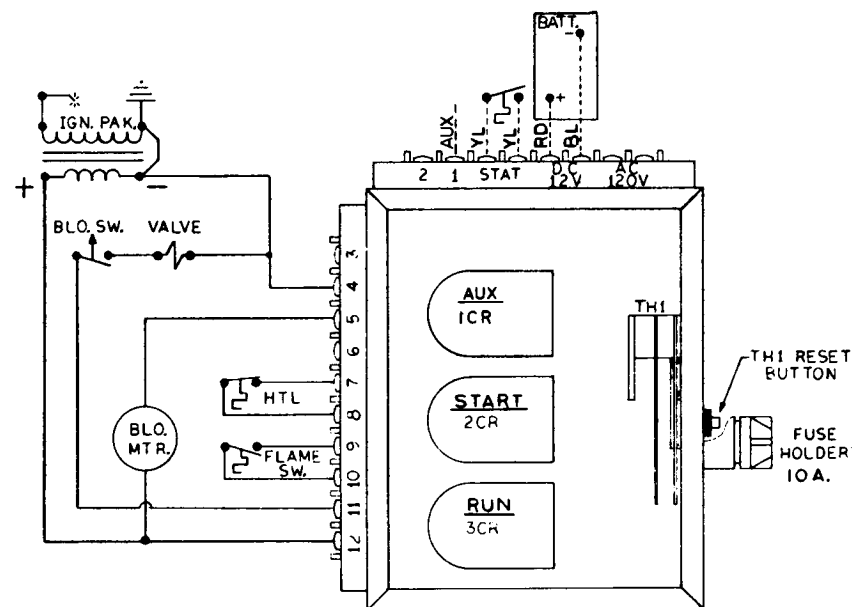 BATT.
-
+
IGN. PAK.
AUX
YL
YL
RD
BL
2
1
STAT
DC
12V
AC
120V
+
-
BLO. SW.
VALVE
3
4
5
6
7
8
9
10
11
12
HTL
BLO.
MTR.
FLAME
SW.
AUX
1CR
START
2CR
RUN
3CR
TH1
TH1 RESET
BUTTON
FUSE
HOLDER
10A.